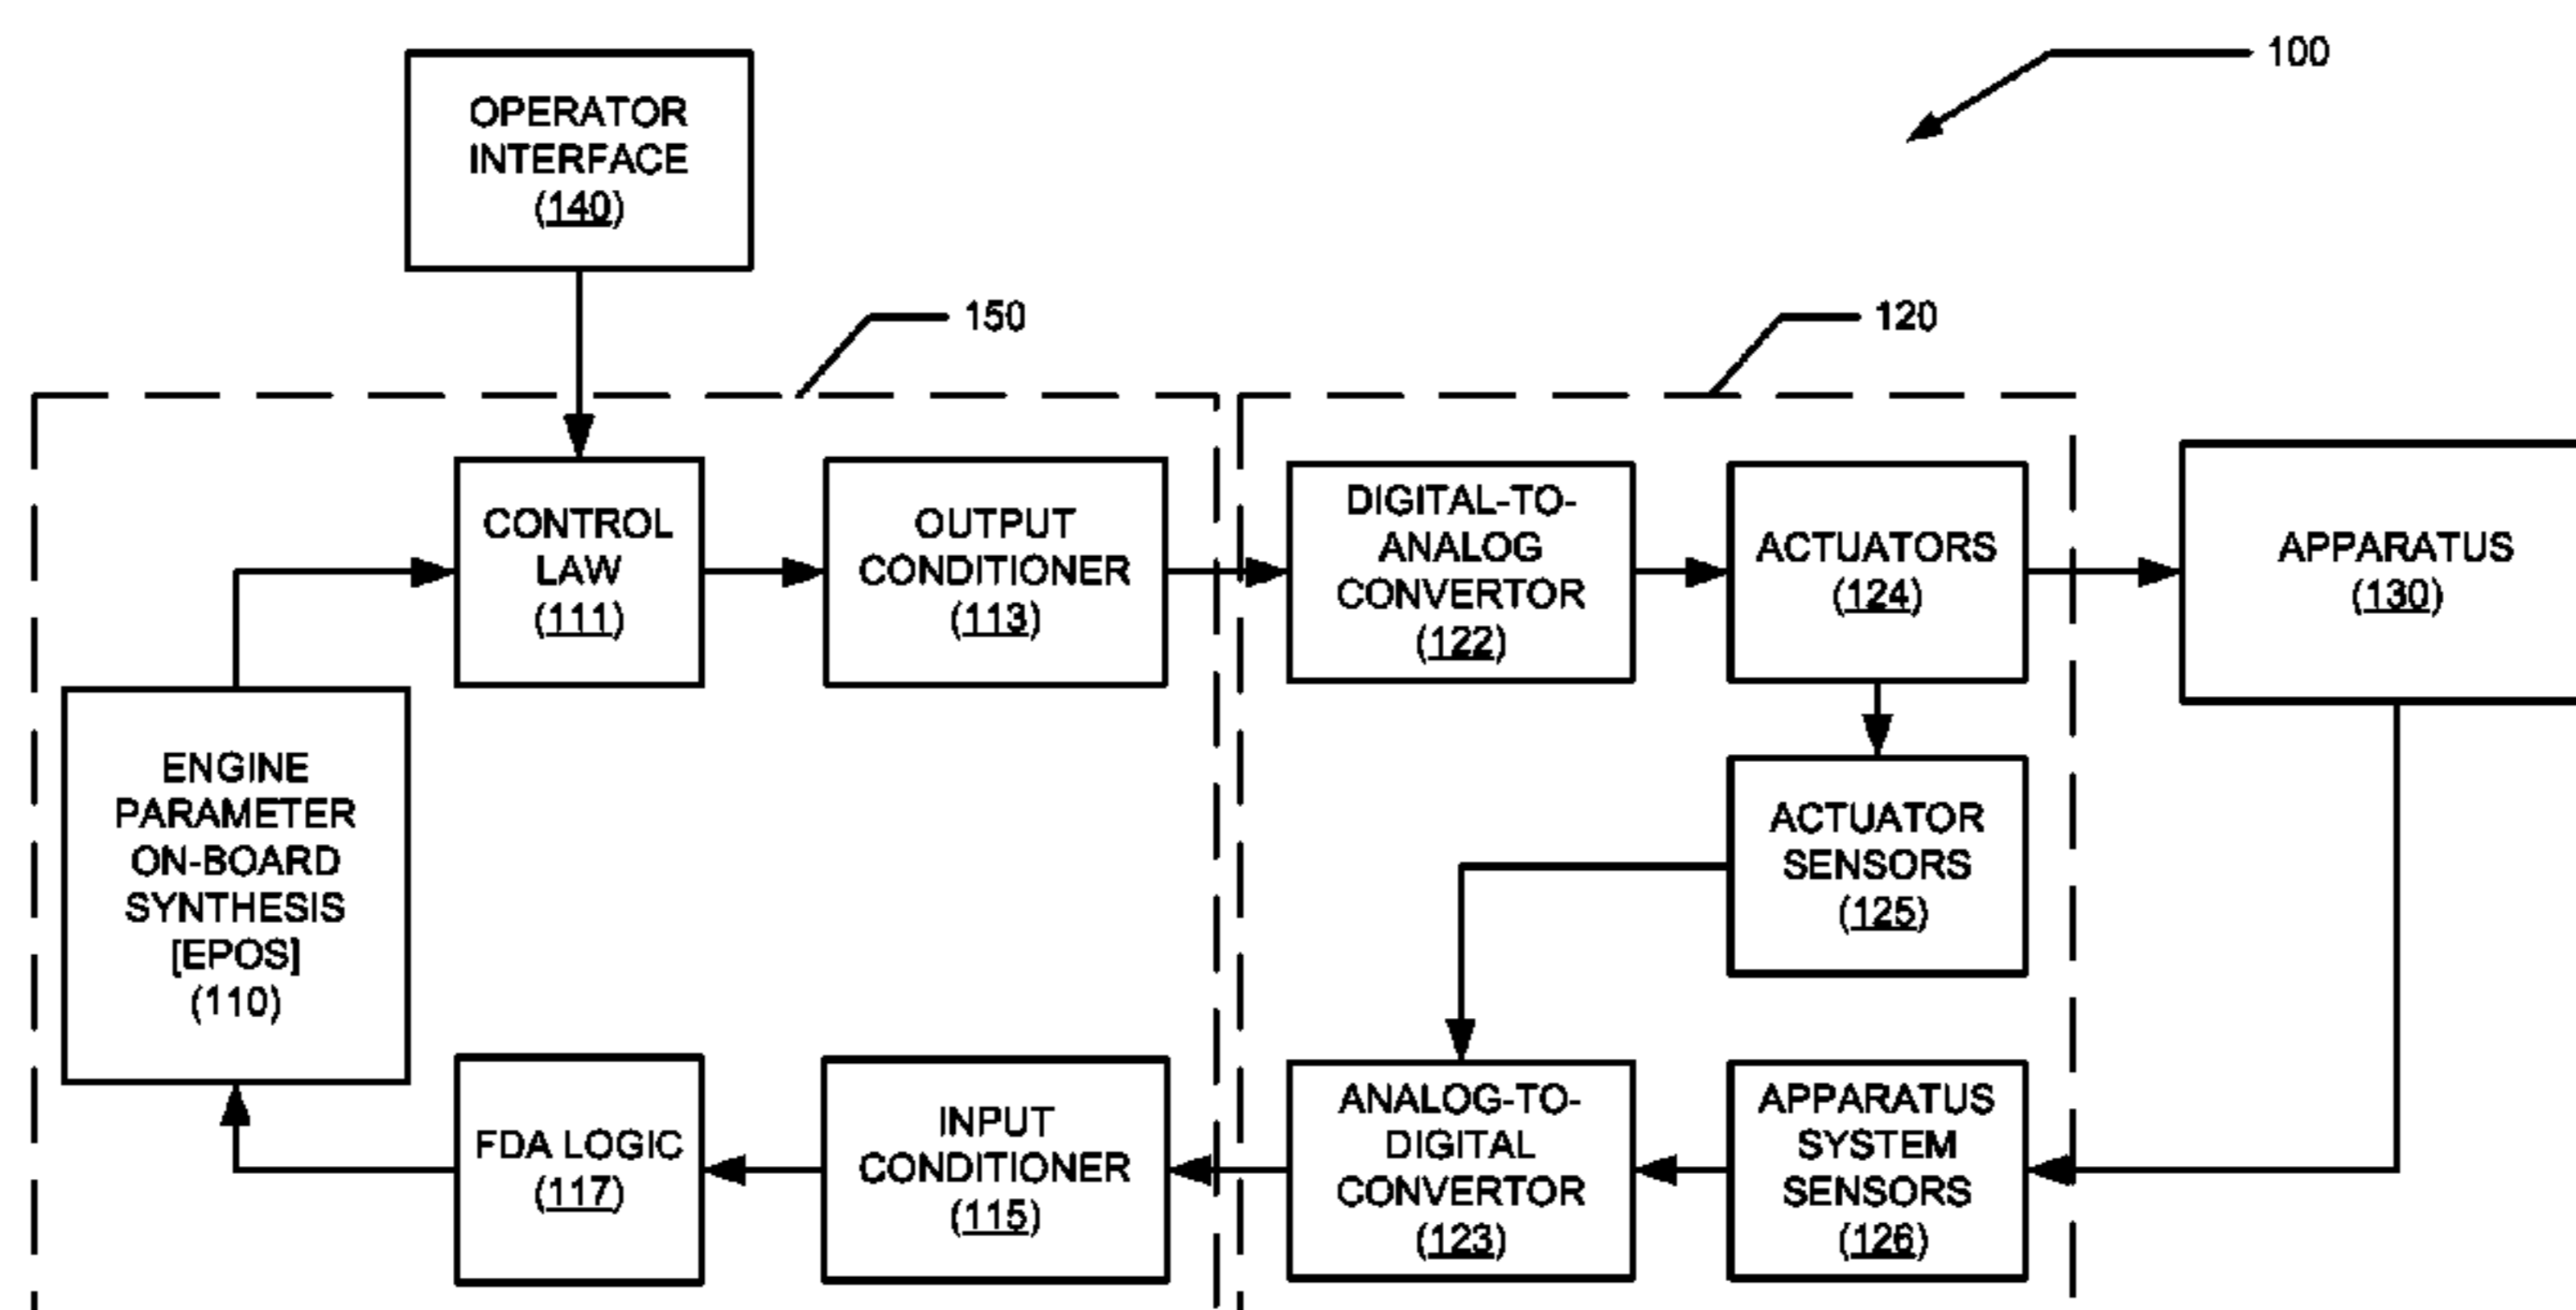 100
OPERATOR
INTERFACE
(140)
150
120
CONTROL
LAW
(111)
OUTPUT
CONDITIONER
(113)
DIGITAL-TO-
ANALOG
CONVERTOR
(122)
ACTUATORS
(124)
APPARATUS
(130)
ENGINE
PARAMETER
ON-BOARD
SYNTHESIS
[EPOS]
(110)
ACTUATOR
SENSORS
(125)
FDA LOGIC
(117)
INPUT
CONDITIONER
(115)
ANALOG-TO-
DIGITAL
CONVERTOR
(123)
APPARATUS
SYSTEM
SENSORS
(126)